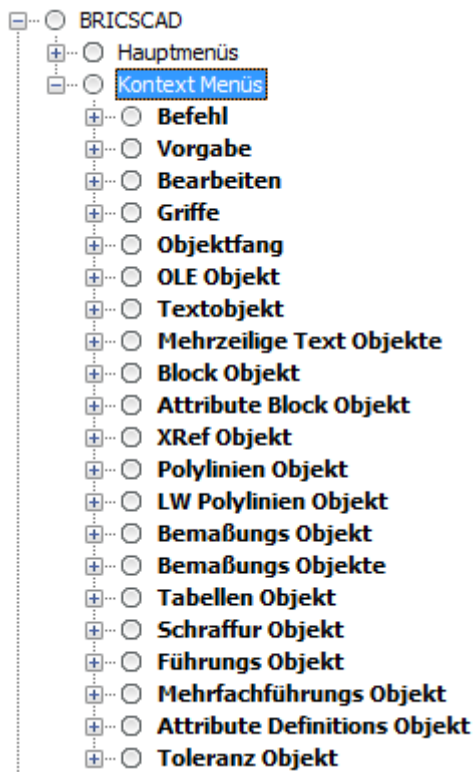 BRICSCAD
Hauptmenüs
Kontext Menüs
Befehl
Vorgabe
Bearbeiten
Griffe
Objektfang
OLE Objekt
Textobjekt
Mehrzeilige Text Objekte
Block Objekt
Attribute Block Objekt
XRef Objekt
Polylinien Objekt
LW Polylinien Objekt
Bemaßungs Objekt
Bemaßungs Objekte
Tabellen Objekt
Schraffur Objekt
Führungs Objekt
Mehrfachführungs Objekt
Attribute Definitions Objekt
Toleranz Objekt